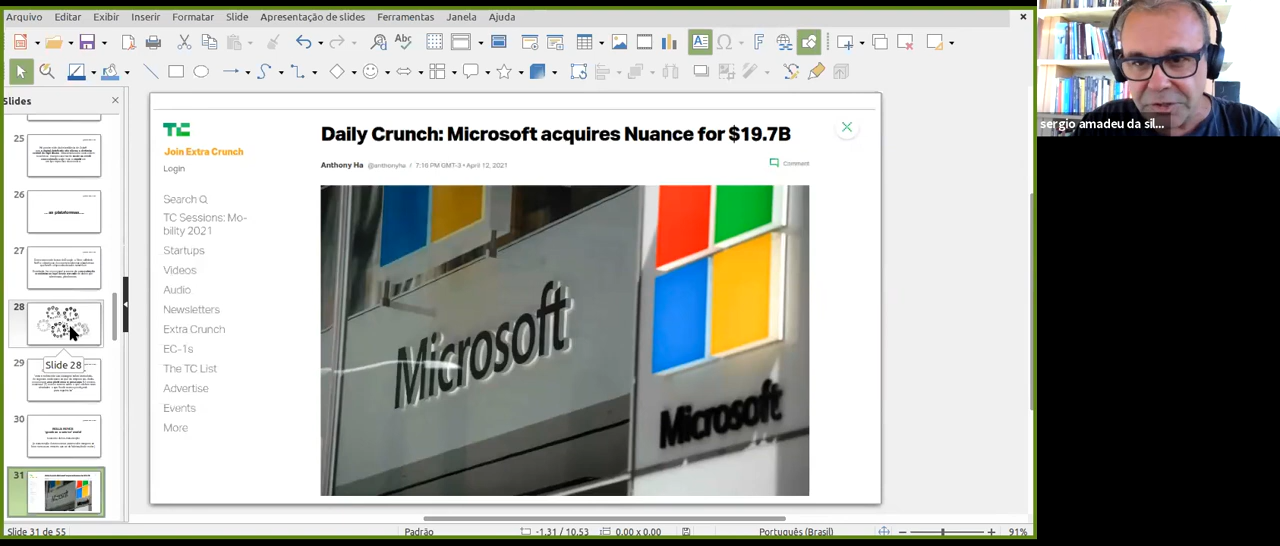 Arquivo Editar Exibir Inserir Formatar Slide Apresentação de slides Ferramentas Janela Ajuda
sergio amadeu da sil...
Slides
25
26
...as plataformas...
27
28
Slide 28
29
30
31
TC
Join Extra Crunch
Login
Search
TC Sessions: Mo-
bility 2021
Startups
Videos
Audio
Newsletters
Extra Crunch
EC-1s
The TC List
Advertise
Events
More
Daily Crunch: Microsoft acquires Nuance for $19.7B
Anthony Ha @anthonyha / 7:16 PM GMT-3 • April 12, 2021
Comment
Microsoft
Microsoft
Slide 31 de 55 Padrão -1.31 / 10.53 0.00 x 0.00 Português (Brasil) 91%